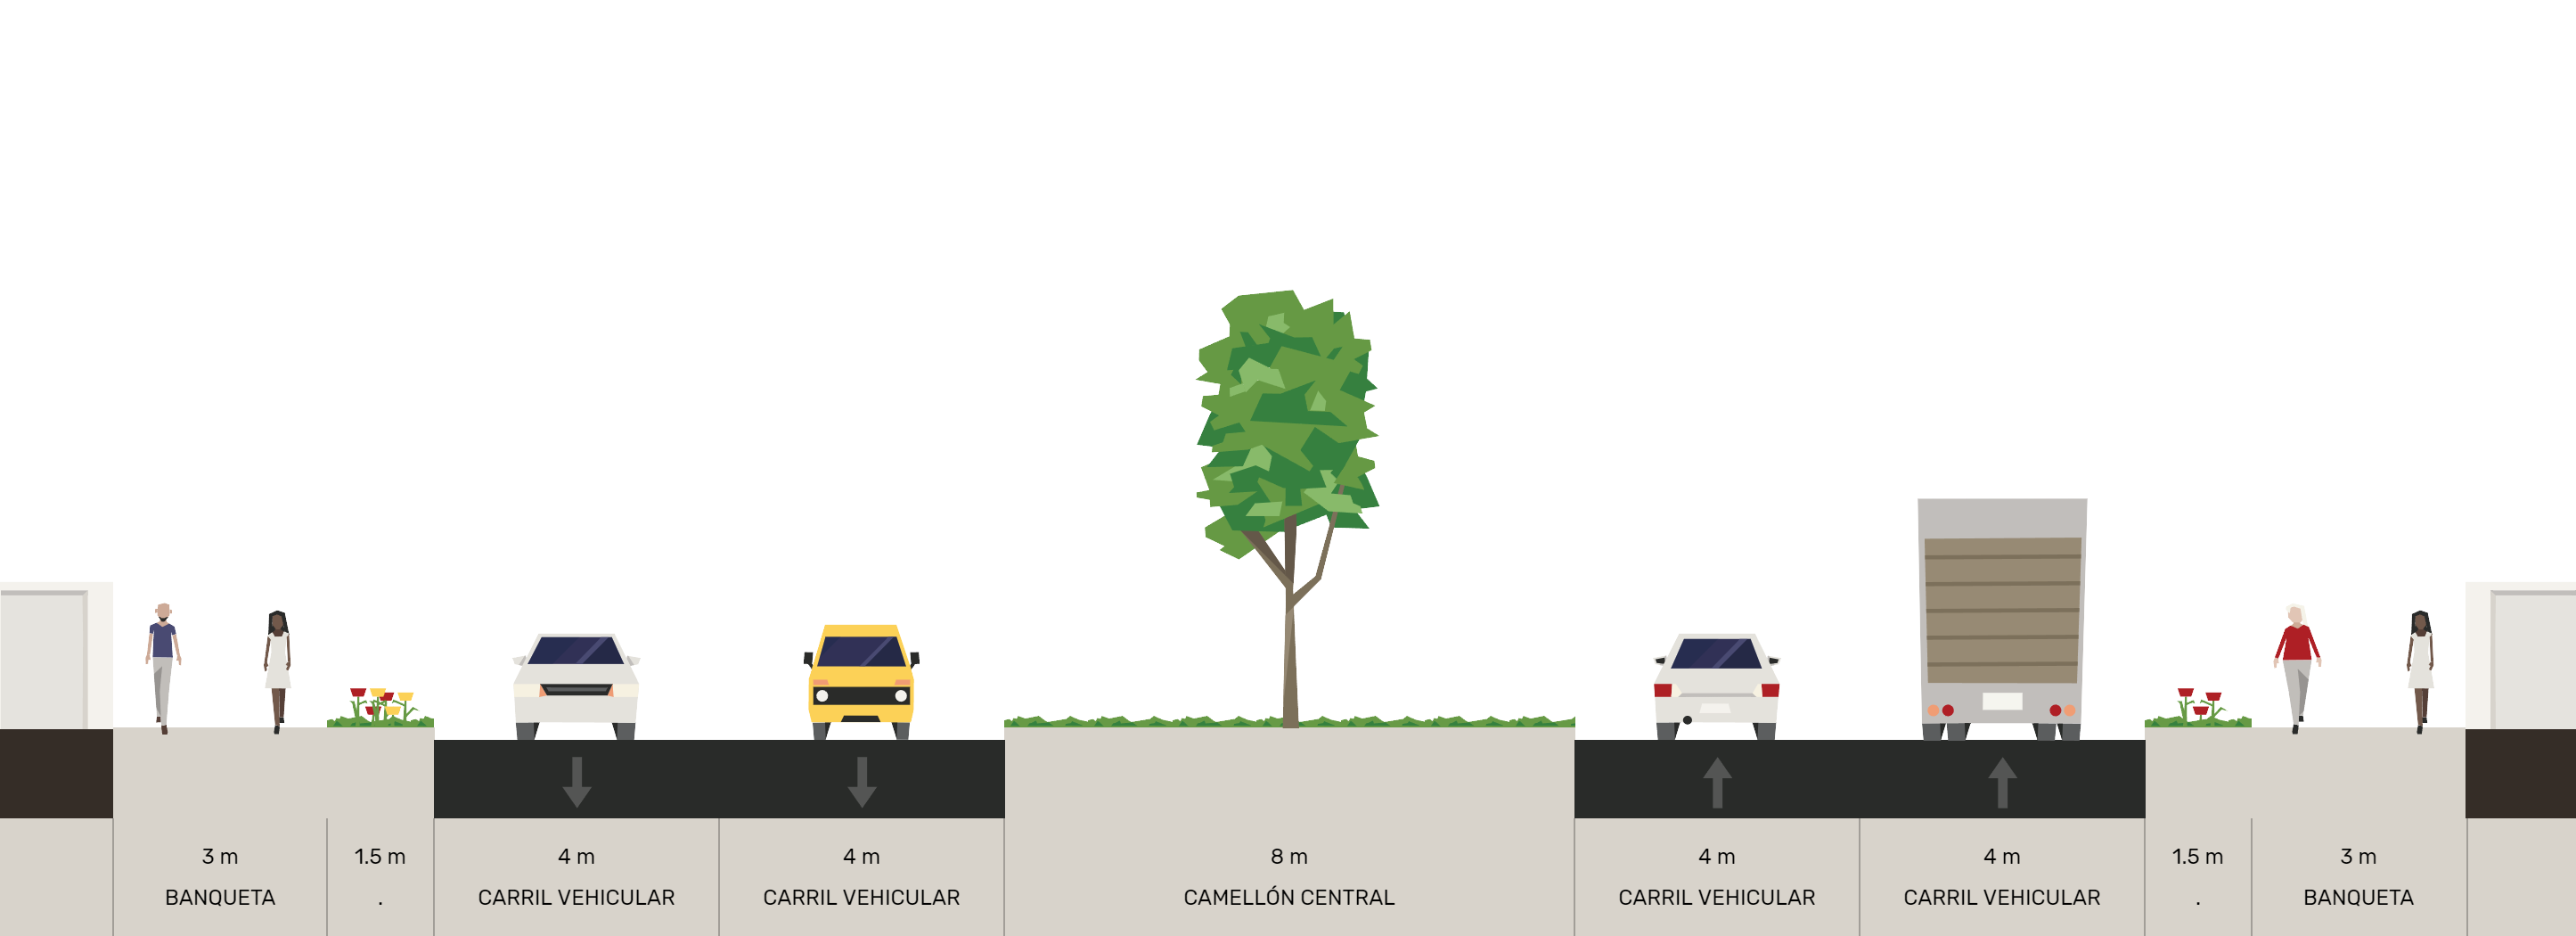 3 m
BANQUETA
1.5 m
.
4 m
CARRIL VEHICULAR
4 m
CARRIL VEHICULAR
8 m
CAMELLÓN CENTRAL
4 m
CARRIL VEHICULAR
4 m
CARRIL VEHICULAR
1.5 m
.
3 m
BANQUETA